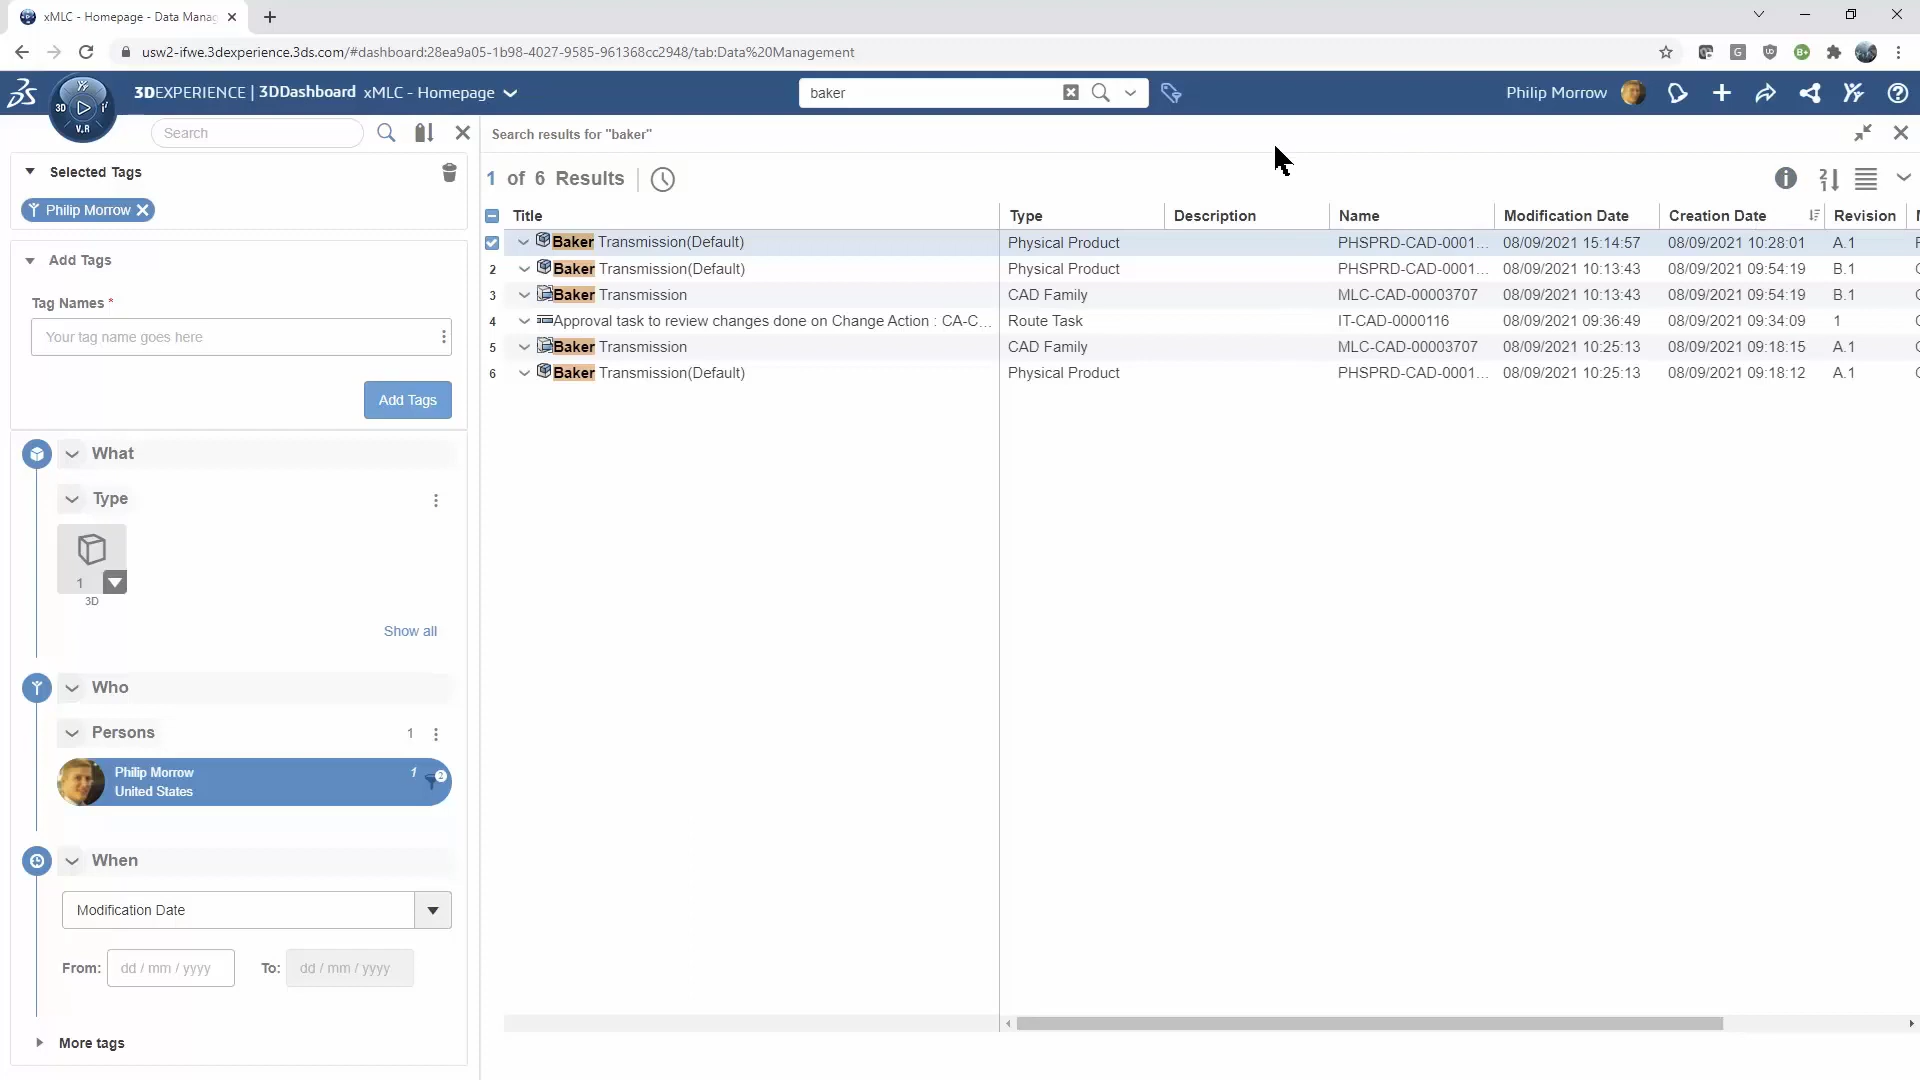 xMLC - Homepage - Data Manag
usw2-ifwe.3dexperience.3ds.com/#dashboard:28ea9a05-1b98-4027-9585-961368cc2948/tab:Data%20Management
3D
V.R
3DEXPERIENCE | 3DDashboard xMLC - Homepage
baker
Philip Morrow
Search
Selected Tags
Philip Morrow
Add Tags
Tag Names *
Your tag name goes here
Add Tags
What
Type
1
3D
Show all
Who
Persons 1
Philip Morrow 1 2
United States
When
Modification Date
From: dd / mm / yyyy To: dd / mm / yyyy
More tags
Search results for "baker"
1 of 6 Results
Title Type Description Name Modification Date Creation Date Revision
Baker Transmission(Default) Physical Product PHSPRD-CAD-0001... 08/09/2021 15:14:57 08/09/2021 10:28:01 A.1
2 Baker Transmission(Default) Physical Product PHSPRD-CAD-0001... 08/09/2021 10:13:43 08/09/2021 09:54:19 B.1
3 Baker Transmission CAD Family MLC-CAD-00003707 08/09/2021 10:13:43 08/09/2021 09:54:19 B.1
4 Approval task to review changes done on Change Action : CA-C... Route Task IT-CAD-0000116 08/09/2021 09:36:49 08/09/2021 09:34:09 1
5 Baker Transmission CAD Family MLC-CAD-00003707 08/09/2021 10:25:13 08/09/2021 09:18:15 A.1
6 Baker Transmission(Default) Physical Product PHSPRD-CAD-0001... 08/09/2021 10:25:13 08/09/2021 09:18:12 A.1